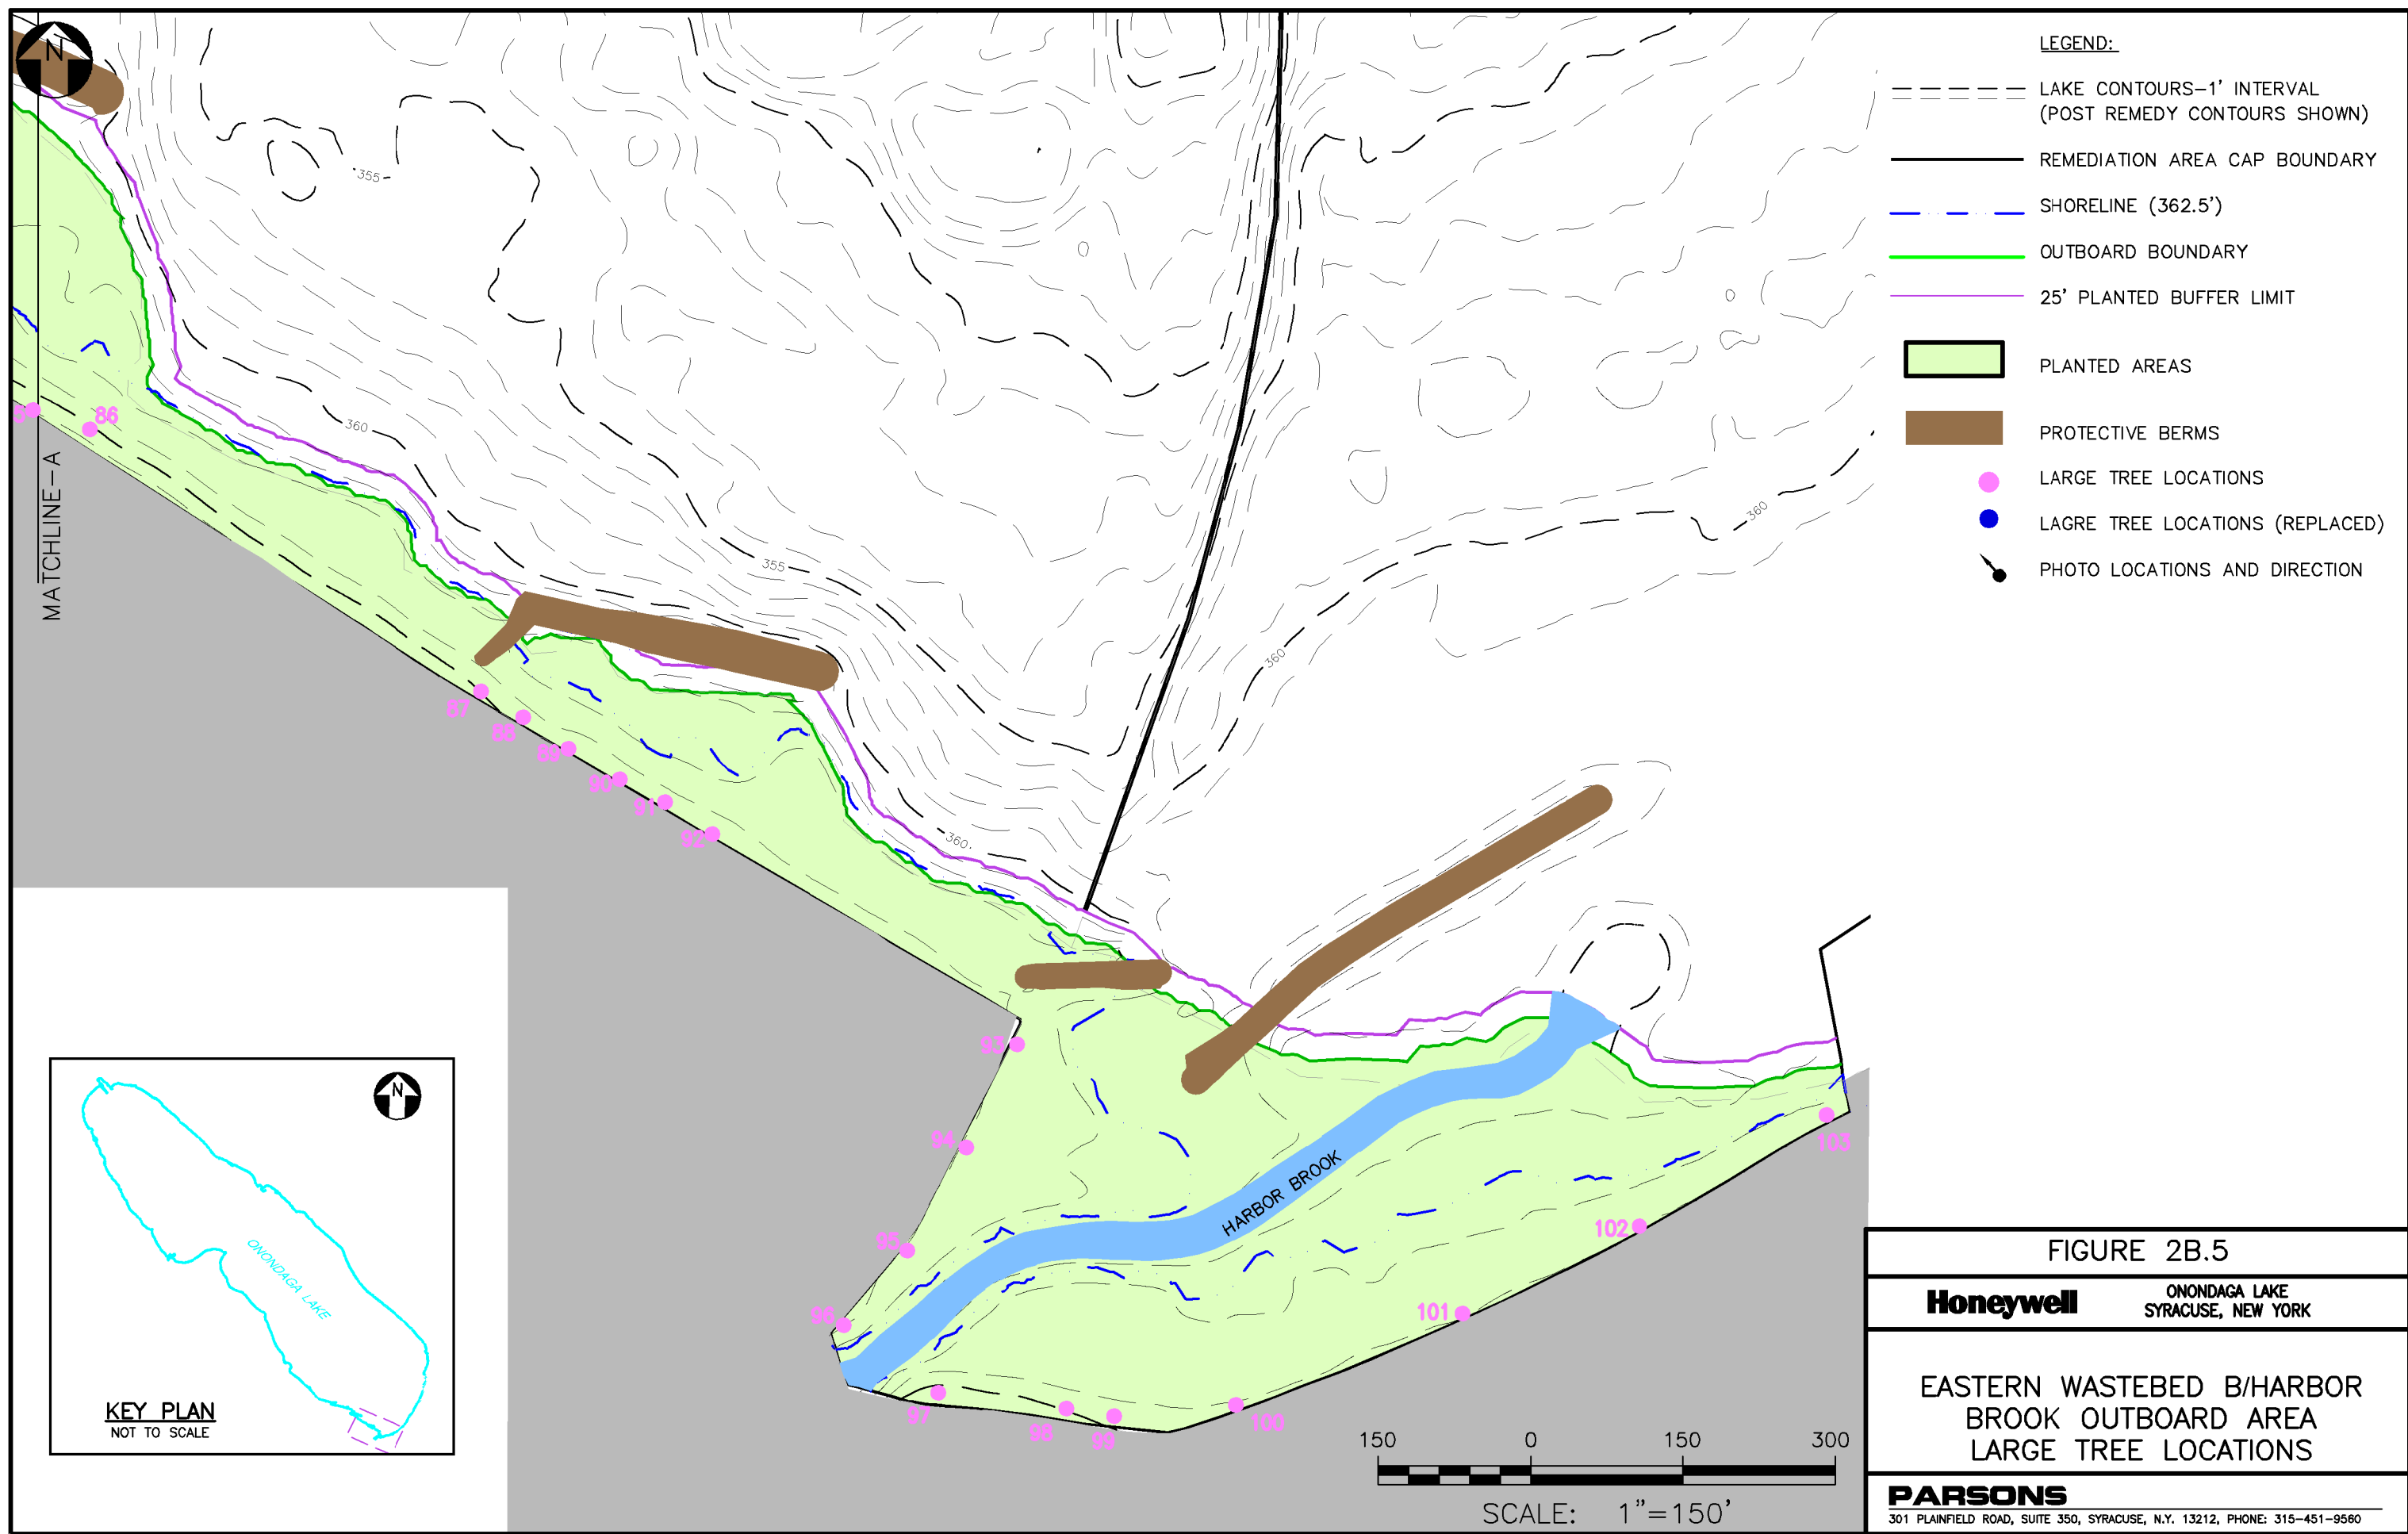 N
LEGEND:
LAKE CONTOURS-1' INTERVAL
(POST REMEDY CONTOURS SHOWN)
REMEDIATION AREA CAP BOUNDARY
SHORELINE (362.5')
OUTBOARD BOUNDARY
25' PLANTED BUFFER LIMIT
PLANTED AREAS
PROTECTIVE BERMS
LARGE TREE LOCATIONS
LAGRE TREE LOCATIONS (REPLACED)
PHOTO LOCATIONS AND DIRECTION
355
360
355
360
360
360
MATCHLINE-A
86
87
88
89
90
91
92
93
94
95
96
97
98
99
100
101
102
103
HARBOR BROOK
N
ONONDAGA LAKE
KEY PLAN
NOT TO SCALE
150 0 150 300
SCALE: 1"=150'
FIGURE 2B.5
Honeywell
ONONDAGA LAKE
SYRACUSE, NEW YORK
EASTERN WASTEBED B/HARBOR
BROOK OUTBOARD AREA
LARGE TREE LOCATIONS
PARSONS
301 PLAINFIELD ROAD, SUITE 350, SYRACUSE, N.Y. 13212, PHONE: 315-451-9560